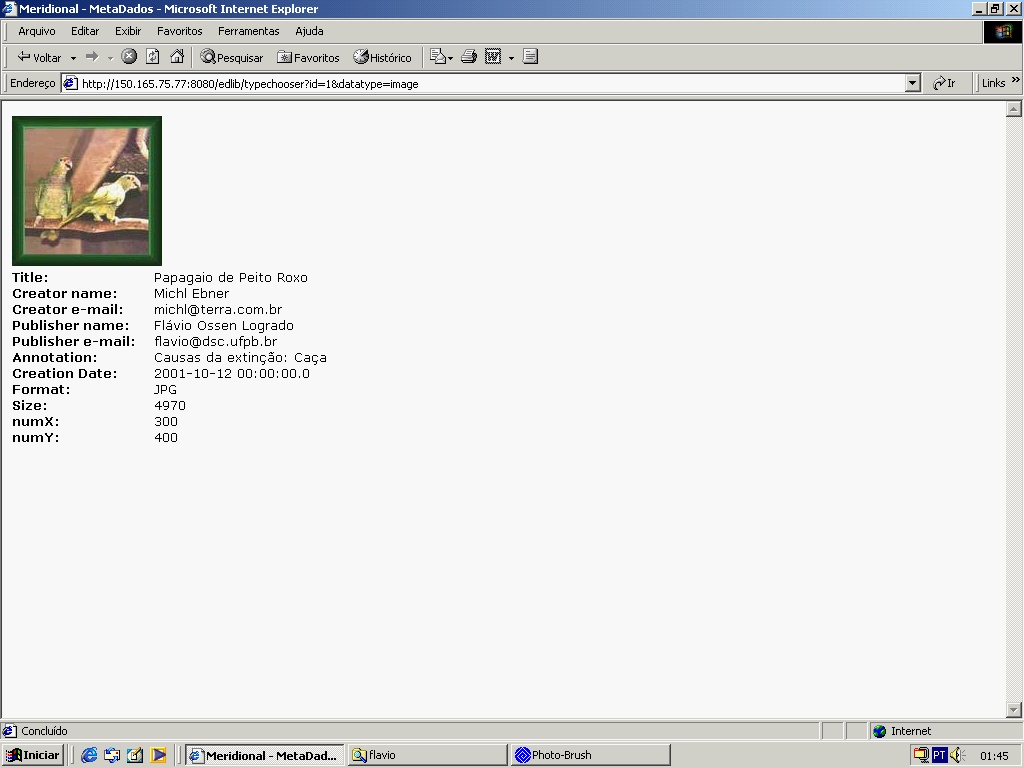 Meridional - MetaDados - Microsoft Internet Explorer
Arquivo Editar Exibir Favoritos Ferramentas Ajuda
Voltar Pesquisar Favoritos Histórico
Endereço http://150.165.75.77:8080/edlib/typechooser?id=1&datatype=image Ir Links »
Title: Papagaio de Peito Roxo
Creator name: Michl Ebner
Creator e-mail: michl@terra.com.br
Publisher name: Flávio Ossen Logrado
Publisher e-mail: flavio@dsc.ufpb.br
Annotation: Causas da extinção: Caça
Creation Date: 2001-10-12 00:00:00.0
Format: JPG
Size: 4970
numX: 300
numY: 400
Concluído Internet
Iniciar Meridional - MetaDad... flavio Photo-Brush PT 01:45